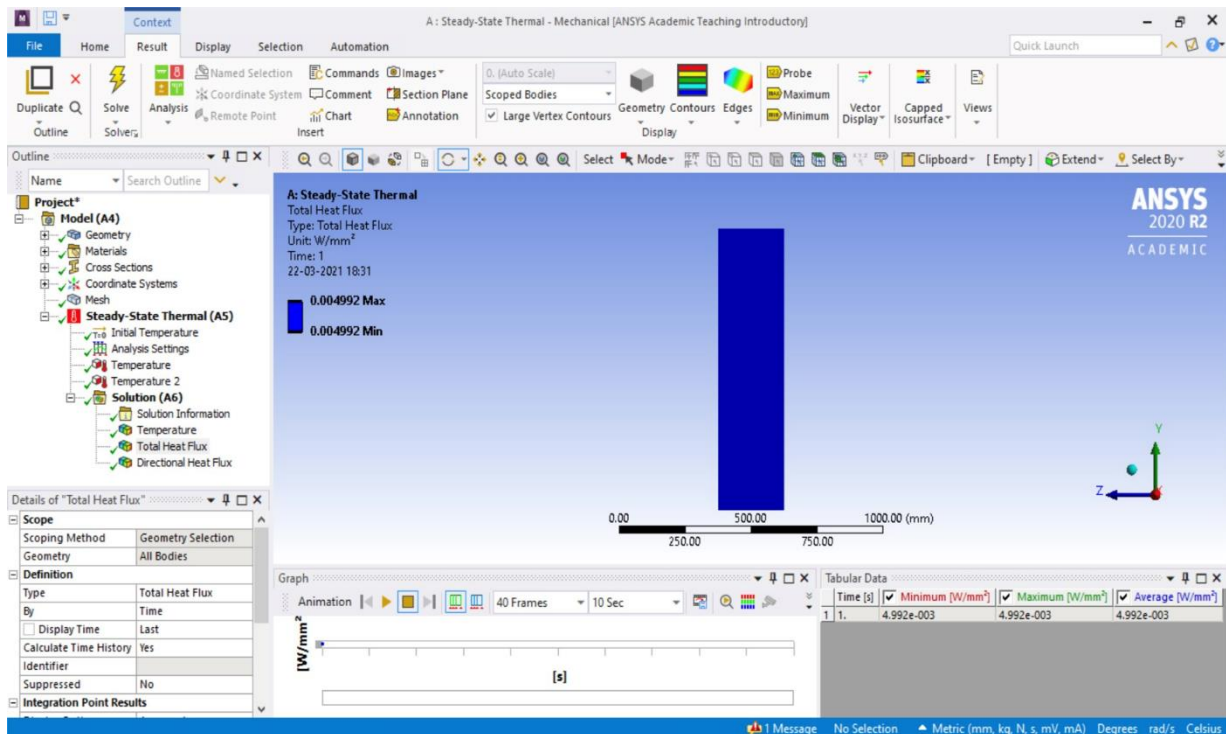 Context
A : Steady-State Thermal - Mechanical [ANSYS Academic Teaching Introductory]
File Home Result Display Selection Automation
Quick Launch
Duplicate
Outline
Solve
Solver
Analysis
Named Selection
Coordinate System
Remote Point
Commands
Comment
Chart
Images
Section Plane
Annotation
Insert
0. (Auto Scale)
Scoped Bodies
Large Vertex Contours
Geometry
Contours
Edges
Display
Probe
Maximum
Minimum
Vector
Display
Capped
Isosurface
Views
Outline
Name Search Outline
Select Mode Clipboard [Empty] Extend Select By
Project*
Model (A4)
Geometry
Materials
Cross Sections
Coordinate Systems
Mesh
Steady-State Thermal (A5)
T=0 Initial Temperature
Analysis Settings
Temperature
Temperature 2
Solution (A6)
Solution Information
Temperature
Total Heat Flux
Directional Heat Flux
A: Steady-State Thermal
Total Heat Flux
Type: Total Heat Flux
Unit: W/mm²
Time: 1
22-03-2021 18:31
0.004992 Max
0.004992 Min
ANSYS
2020 R2
ACADEMIC
Y
Z
0.00 500.00 1000.00 (mm)
250.00 750.00
Details of "Total Heat Flux"
Scope
Scoping Method Geometry Selection
Geometry All Bodies
Definition
Type Total Heat Flux
By Time
Display Time Last
Calculate Time History Yes
Identifier
Suppressed No
Integration Point Results
Graph
Animation 40 Frames 10 Sec
[W/mm²
[s]
Tabular Data
Time [s] Minimum [W/mm²] Maximum [W/mm²] Average [W/mm²]
1 1. 4.992e-003 4.992e-003 4.992e-003
1 Message No Selection Metric (mm, kg, N, s, mV, mA) Degrees rad/s Celsius